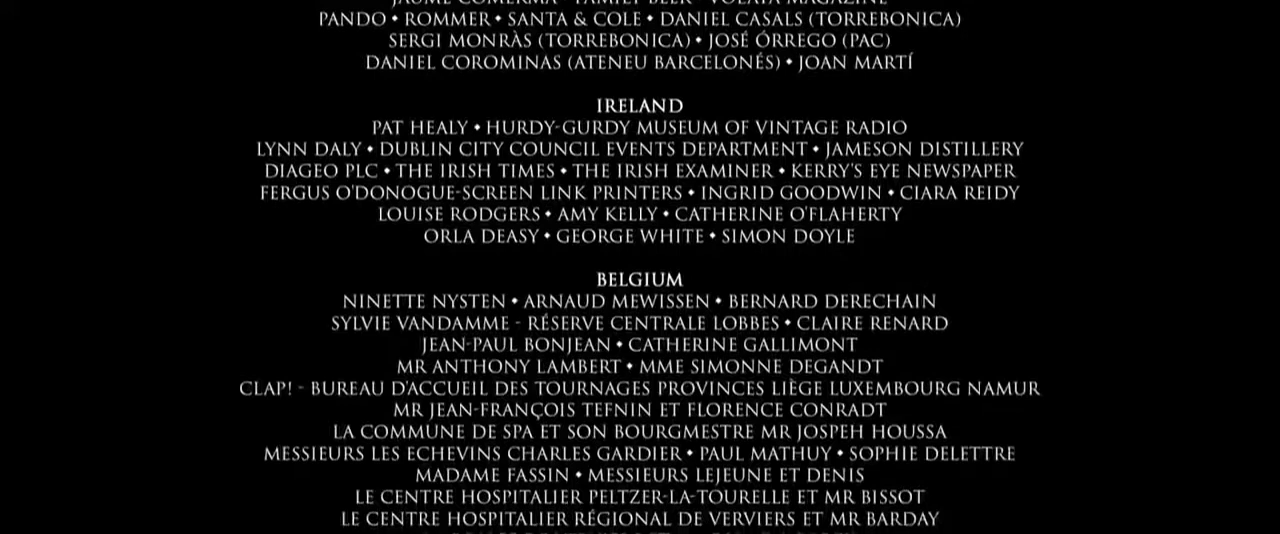 JAUME COMERMA • FAMILY BEER • VOLATA MAGAZINE
PANDO • ROMMER • SANTA & COLE • DANIEL CASALS (TORREBONICA)
SERGI MONRÀS (TORREBONICA) • JOSÉ ÓRREGO (PAC)
DANIEL COROMINAS (ATENEU BARCELONÉS) • JOAN MARTÍ
IRELAND
PAT HEALY • HURDY-GURDY MUSEUM OF VINTAGE RADIO
LYNN DALY • DUBLIN CITY COUNCIL EVENTS DEPARTMENT • JAMESON DISTILLERY
DIAGEO PLC • THE IRISH TIMES • THE IRISH EXAMINER • KERRY'S EYE NEWSPAPER
FERGUS O'DONOGUE-SCREEN LINK PRINTERS • INGRID GOODWIN • CIARA REIDY
LOUISE RODGERS • AMY KELLY • CATHERINE O'FLAHERTY
ORLA DEASY • GEORGE WHITE • SIMON DOYLE
BELGIUM
NINETTE NYSTEN • ARNAUD MEWISSEN • BERNARD DERECHAIN
SYLVIE VANDAMME - RÉSERVE CENTRALE LOBBES • CLAIRE RENARD
JEAN-PAUL BONJEAN • CATHERINE GALLIMONT
MR ANTHONY LAMBERT • MME SIMONNE DEGANDT
CLAP! - BUREAU D'ACCUEIL DES TOURNAGES PROVINCES LIÈGE LUXEMBOURG NAMUR
MR JEAN-FRANÇOIS TEFNIN ET FLORENCE CONRADT
LA COMMUNE DE SPA ET SON BOURGMESTRE MR JOSPEH HOUSSA
MESSIEURS LES ECHEVINS CHARLES GARDIER • PAUL MATHUY • SOPHIE DELETTRE
MADAME FASSIN • MESSIEURS LEJEUNE ET DENIS
LE CENTRE HOSPITALIER PELTZER-LA-TOURELLE ET MR BISSOT
LE CENTRE HOSPITALIER RÉGIONAL DE VERVIERS ET MR BARDAY